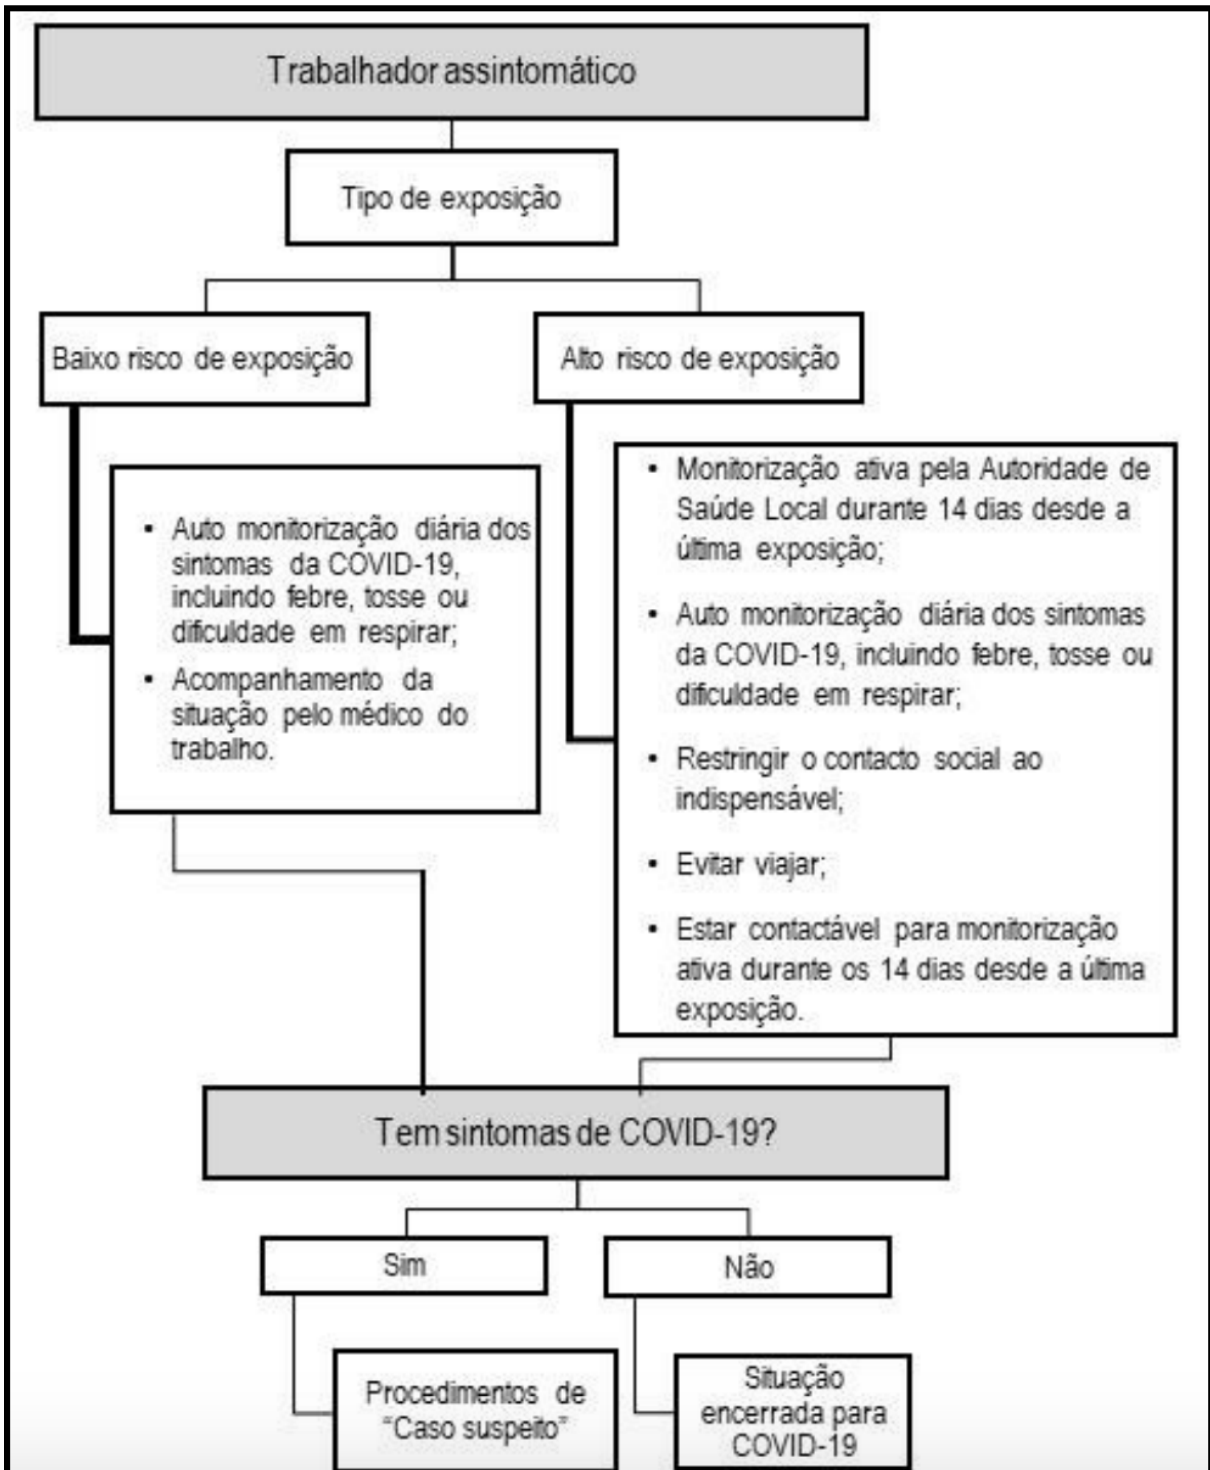 Trabalhador assintomático
Tipo de exposição
Baixo risco de exposição
Alto risco de exposição
• Auto monitorização diária dos
sintomas da COVID-19,
incluindo febre, tosse ou
dificuldade em respirar;
• Acompanhamento da
situação pelo médico do
trabalho.
• Monitorização ativa pela Autoridade de
Saúde Local durante 14 dias desde a
última exposição;
• Auto monitorização diária dos sintomas
da COVID-19, incluindo febre, tosse ou
dificuldade em respirar;
• Restringir o contacto social ao
indispensável;
• Evitar viajar;
• Estar contactável para monitorização
ativa durante os 14 dias desde a última
exposição.
Tem sintomas de COVID-19?
Sim
Não
Procedimentos de
“Caso suspeito”
Situação
encerrada para
COVID-19